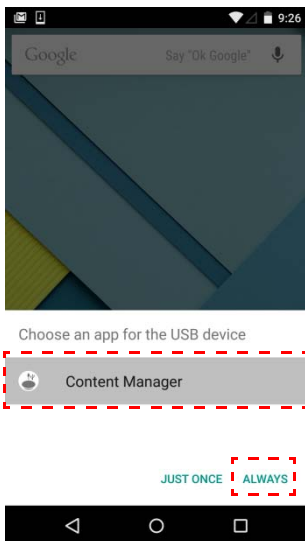 9:26
Google Say "Ok Google"
Choose an app for the USB device
Content Manager
JUST ONCE ALWAYS